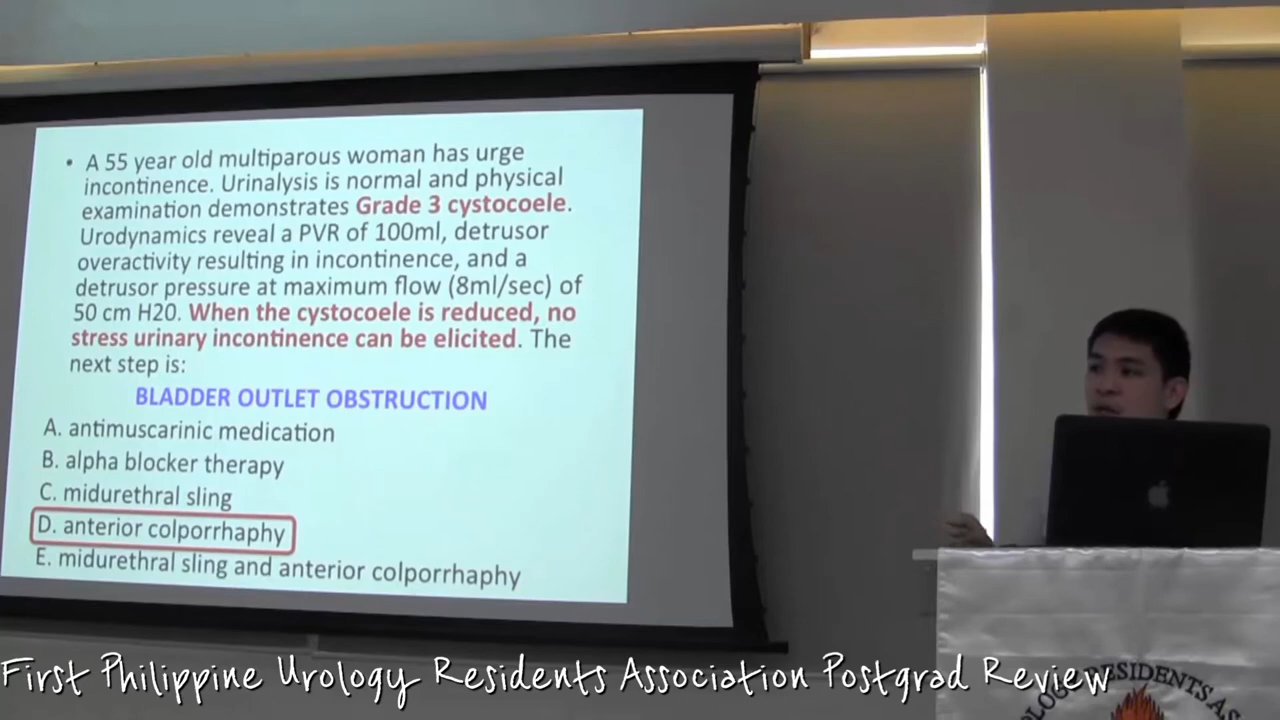 • A 55 year old multiparous woman has urge
incontinence. Urinalysis is normal and physical
examination demonstrates Grade 3 cystocoele.
Urodynamics reveal a PVR of 100ml, detrusor
overactivity resulting in incontinence, and a
detrusor pressure at maximum flow (8ml/sec) of
50 cm H20. When the cystocoele is reduced, no
stress urinary incontinence can be elicited. The
next step is:
BLADDER OUTLET OBSTRUCTION
A. antimuscarinic medication
B. alpha blocker therapy
C. midurethral sling
D. anterior colporrhaphy
E. midurethral sling and anterior colporrhaphy
First Philippine Urology Residents Association Postgrad Review
RESIDENTS